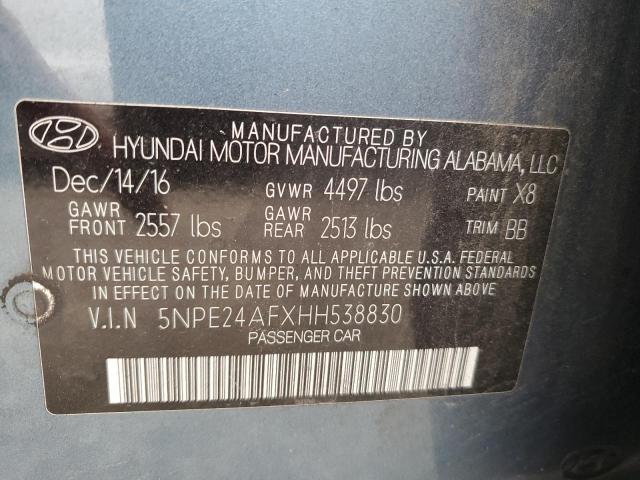 MANUFACTURED BY
HYUNDAI MOTOR MANUFACTURING ALABAMA, LLC
Dec/14/16 GVWR 4497 lbs PAINT X8
GAWR FRONT 2557 lbs GAWR REAR 2513 lbs TRIM BB
THIS VEHICLE CONFORMS TO ALL APPLICABLE U.S.A. FEDERAL
MOTOR VEHICLE SAFETY, BUMPER, AND THEFT PREVENTION STANDARDS
IN EFFECT ON THE DATE OF MANUFACTURE SHOWN ABOVE.
V.I.N 5NPE24AFXHH538830
PASSENGER CAR